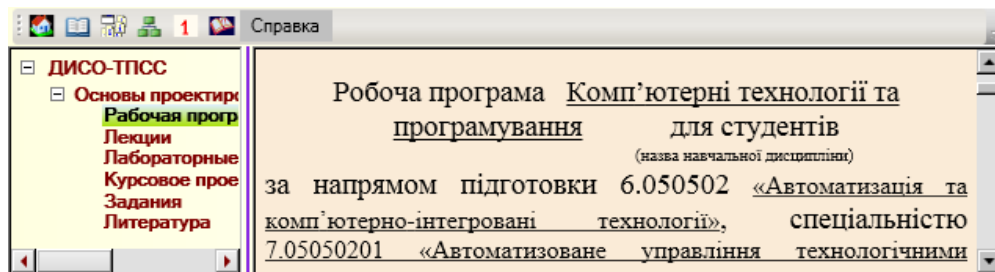 1 Справка
ДИСО-ТПСС
Основы проектиро
Рабочая прогр
Лекции
Лабораторные
Курсовое прое
Задания
Литература
Робоча програма Комп’ютерні технології та
програмування для студентів
(назва навчальної дисципліни)
за напрямом підготовки 6.050502 «Автоматизація та
комп’ютерно-інтегровані технології», спеціальністю
7.05050201 «Автоматизоване управління технологічними